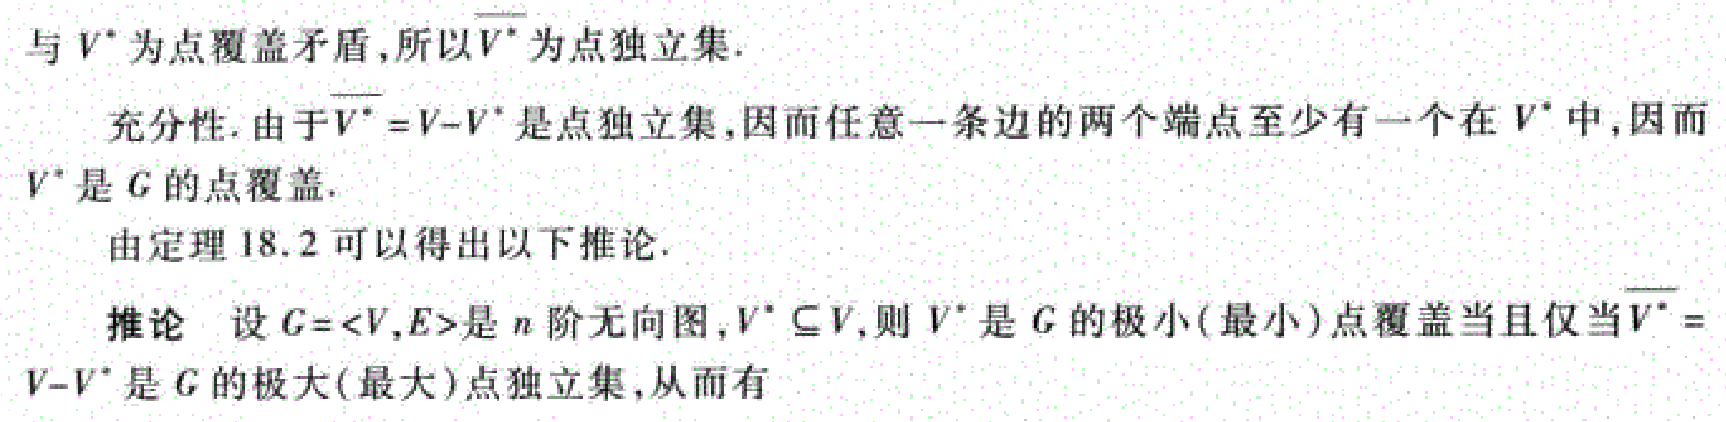 与 V* 为点覆盖矛盾,所以V̅*̅为点独立集.
充分性. 由于V̅*̅=V-V*是点独立集,因而任意一条边的两个端点至少有一个在 V* 中,因而
V*是 G 的点覆盖.
由定理 18.2 可以得出以下推论.
推论 设 G=<V,E>是 n 阶无向图,V*⊆V,则 V*是 G 的极小(最小)点覆盖当且仅当V̅*̅=
V-V*是 G 的极大(最大)点独立集,从而有